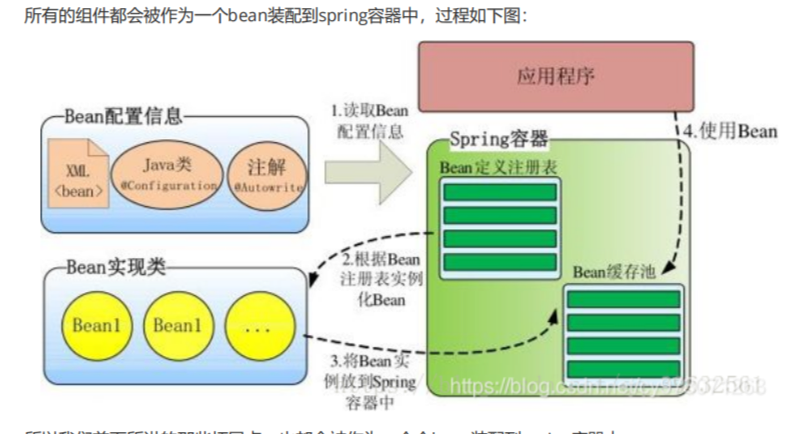 所有的组件都会被作为一个bean装配到spring容器中，过程如下图：
应用程序
Bean配置信息
1.读取Bean
配置信息
XML
<bean>
Java类
@Configuration
注解
@Autowrite
Spring容器
4.使用Bean
Bean定义注册表
2.根据Bean
注册表实例
化Bean
Bean缓存池
Bean实现类
Bean1
Bean1
...
3.将Bean实
例放到Spring
容器中